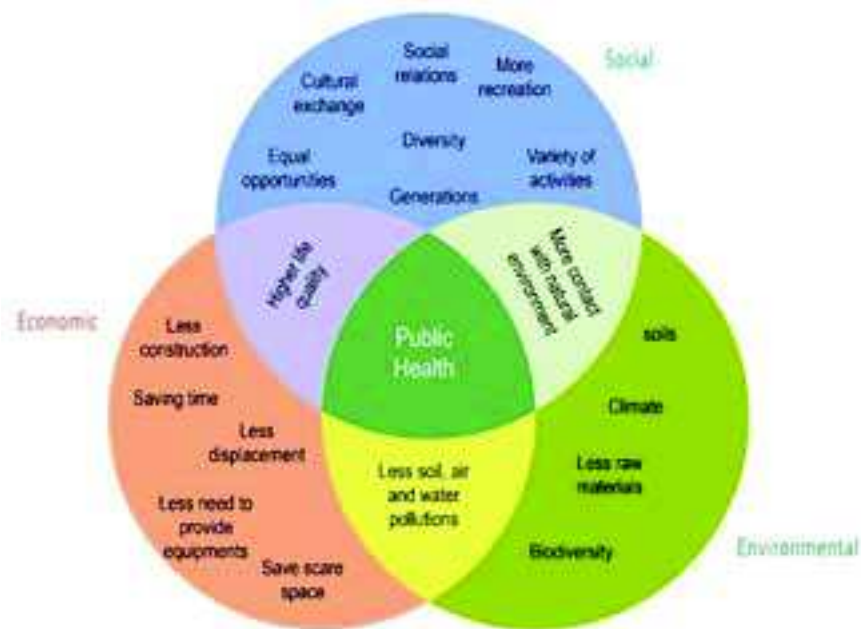 Social
Social
relations
More
recreation
Cultural
exchange
Diversity
Equal
opportunities
Variety of
activities
Generations
Higher life
quality
More contact
with natural
environment
Economic
Less
construction
Public
Health
soils
Saving time
Climate
Less
displacement
Less soil, air
and water
pollutions
Less raw
materials
Less need to
provide
equipments
Biodiversity
Environmental
Save scare
space